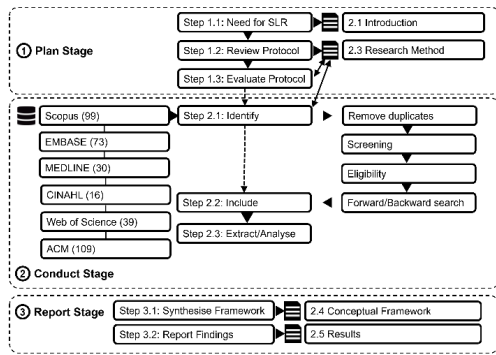 Step 1.1: Need for SLR
2.1 Introduction
1 Plan Stage
Step 1.2: Review Protocol
2.3 Research Method
Step 1.3: Evaluate Protocol
Scopus (99)
Step 2.1: Identify
Remove duplicates
EMBASE (73)
Screening
MEDLINE (30)
Eligibility
CINAHL (16)
Step 2.2: Include
Forward/Backward search
Web of Science (39)
Step 2.3: Extract/Analyse
ACM (109)
2 Conduct Stage
3 Report Stage
Step 3.1: Synthesise Framework
2.4 Conceptual Framework
Step 3.2: Report Findings
2.5 Results